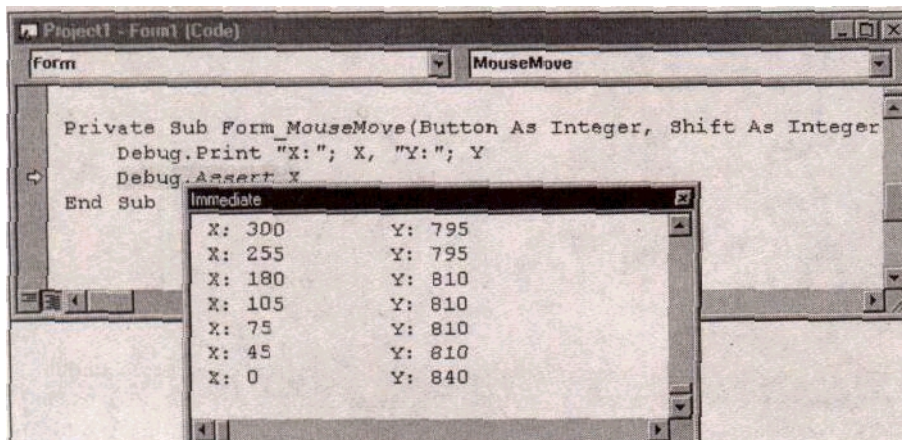 Project1 - Form1 (Code)
Form MouseMove
Private Sub Form_MouseMove(Button As Integer, Shift As Integer
Debug.Print "X:"; X, "Y:"; Y
Debug.Assert X
End Sub
Immediate
X: 300 Y: 795
X: 255 Y: 795
X: 180 Y: 810
X: 105 Y: 810
X: 75 Y: 810
X: 45 Y: 810
X: 0 Y: 840